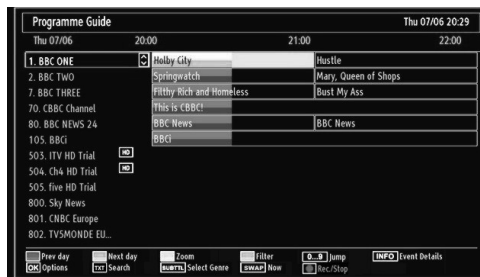 Programme Guide Thu 07/06 20:29
Thu 07/06 20:00 21:00 22:00
1. BBC ONE Holby City Hustle
2. BBC TWO Springwatch Mary, Queen of Shops
7. BBC THREE Filthy Rich and Homeless Bust My Ass
70. CBBC Channel This is CBBC!
80. BBC NEWS 24 BBC News BBC News
105. BBCi BBCi
503. ITV HD Trial HD
504. Ch4 HD Trial HD
505. five HD Trial
800. Sky News
801. CNBC Europe
802. TV5MONDE EU...
Prev day Next day Zoom Filter 0...9 Jump INFO Event Details
OK Options TXT Search SUBTTL Select Genre SWAP Now Rec./Stop